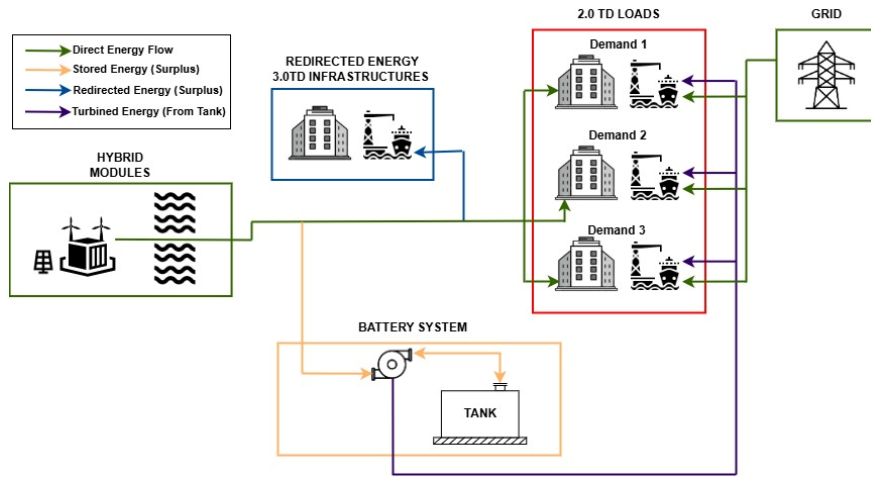 2.0 TD LOADS
GRID
Direct Energy Flow
Stored Energy (Surplus)
Redirected Energy (Surplus)
Turbined Energy (From Tank)
REDIRECTED ENERGY
3.0TD INFRASTRUCTURES
Demand 1
Demand 2
HYBRID
MODULES
Demand 3
BATTERY SYSTEM
TANK